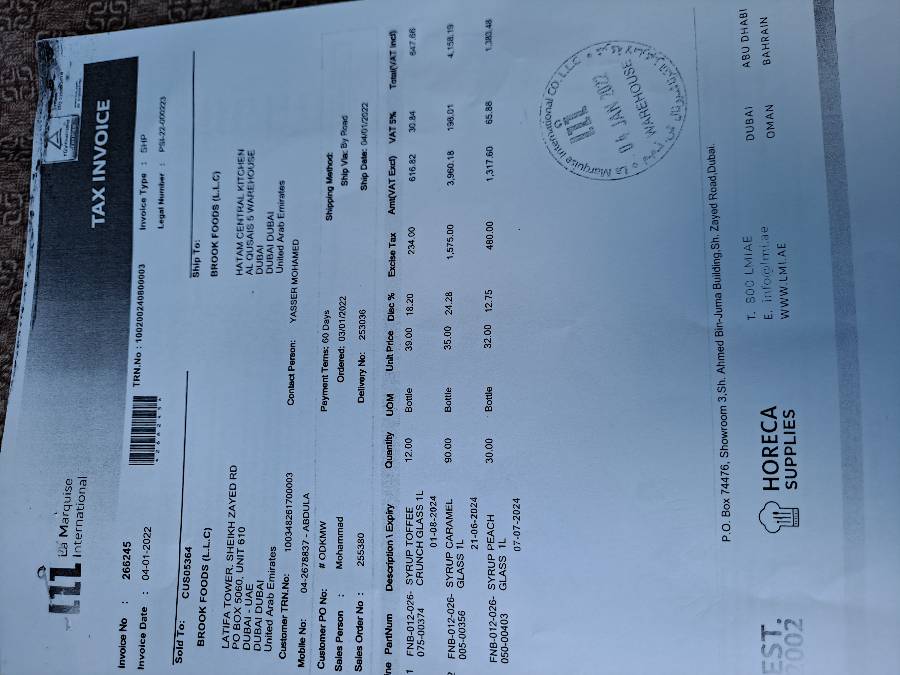 La Marquise
International
TAX INVOICE
Invoice No : 266245
TRN.No : 100200240800003
Invoice Type : SHP
Invoice Date : 04-01-2022
Legal Number : PSI-22-000223
Sold To: CUS05364
BROOK FOODS (L.L.C)
LATIFA TOWER, SHEIKH ZAYED RD
PO BOX 5060, UNIT 610
DUBAI - UAE
DUBAI DUBAI
United Arab Emirates
Customer TRN.No: 100348261700003
Mobile No: 04-2678837 - ABDULA
Ship To:
BROOK FOODS (L.L.C)
HATAM CENTRAL KITCHEN
AL QUSAIS 5 WAREHOUSE
DUBAI
DUBAI DUBAI
United Arab Emirates
Contact Person: YASSER MOHAMED
Customer PO No: # ODKMW
Payment Terms: 60 Days
Shipping Method:
Sales Person : Mohammad
Ordered: 03/01/2022
Ship Via: By Road
Sales Order No : 255380
Delivery No: 253036
Ship Date: 04/01/2022
ine PartNum Description \ Expiry Quantity UOM Unit Price Disc % Excise Tax Amt(VAT Excl) VAT 5% Total(VAT Incl)
1 FNB-012-026- SYRUP TOFFEE 12.00 Bottle 39.00 18.20 234.00 616.82 30.84 647.66
075-00374 CRUNCH GLASS 1L
01-08-2024
2 FNB-012-026- SYRUP CARAMEL 90.00 Bottle 35.00 24.28 1,575.00 3,960.18 198.01 4,158.19
005-00356 GLASS 1L
21-06-2024
FNB-012-026- SYRUP PEACH 30.00 Bottle 32.00 12.75 480.00 1,317.60 65.88 1,383.48
050-00403 GLASS 1L
07-07-2024
La Marquise International CO. L.L.C
04 JAN 2022
WAREHOUSE
P.O. Box 74476, Showroom 3,Sh. Ahmed Bin-Juma Building,Sh. Zayed Road,Dubai.
EST.
2002
HORECA
SUPPLIES
T. 800 LMIAE
E. info@lmi.ae
WWW.LMI.AE
DUBAI
ABU DHABI
OMAN
BAHRAIN